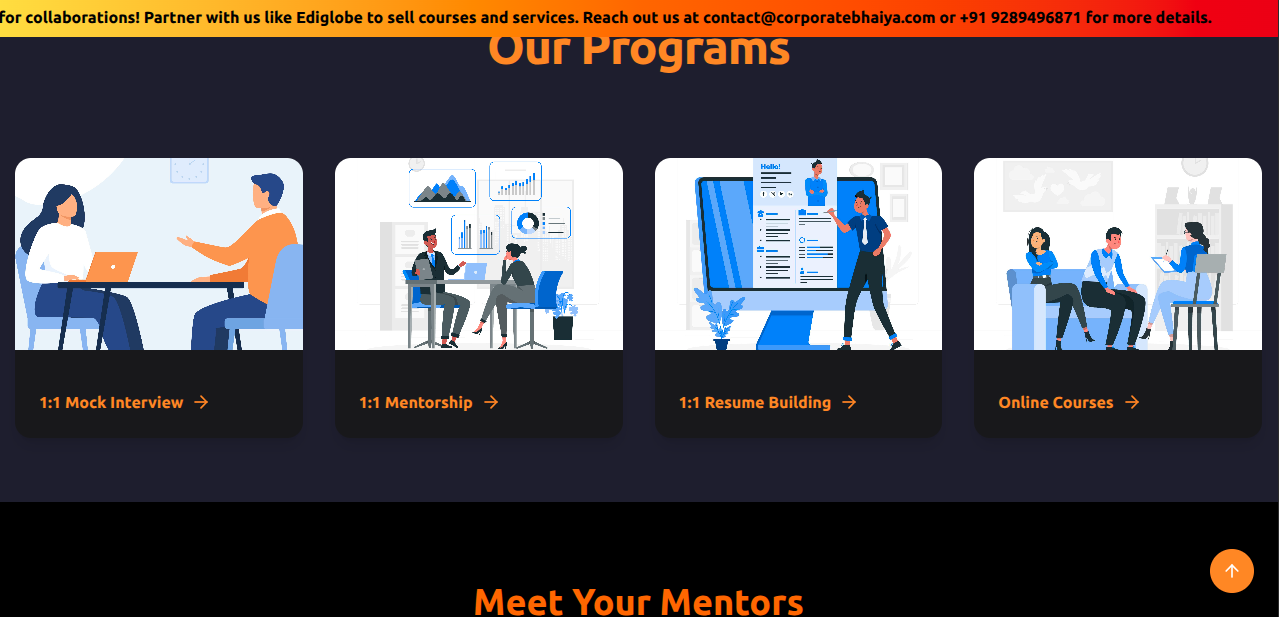 for collaborations! Partner with us like Ediglobe to sell courses and services. Reach out us at contact@corporatebhaiya.com or +91 9289496871 for more details.
Our Programs
Hello!
1:1 Mock Interview
1:1 Mentorship
1:1 Resume Building
Online Courses
Meet Your Mentors